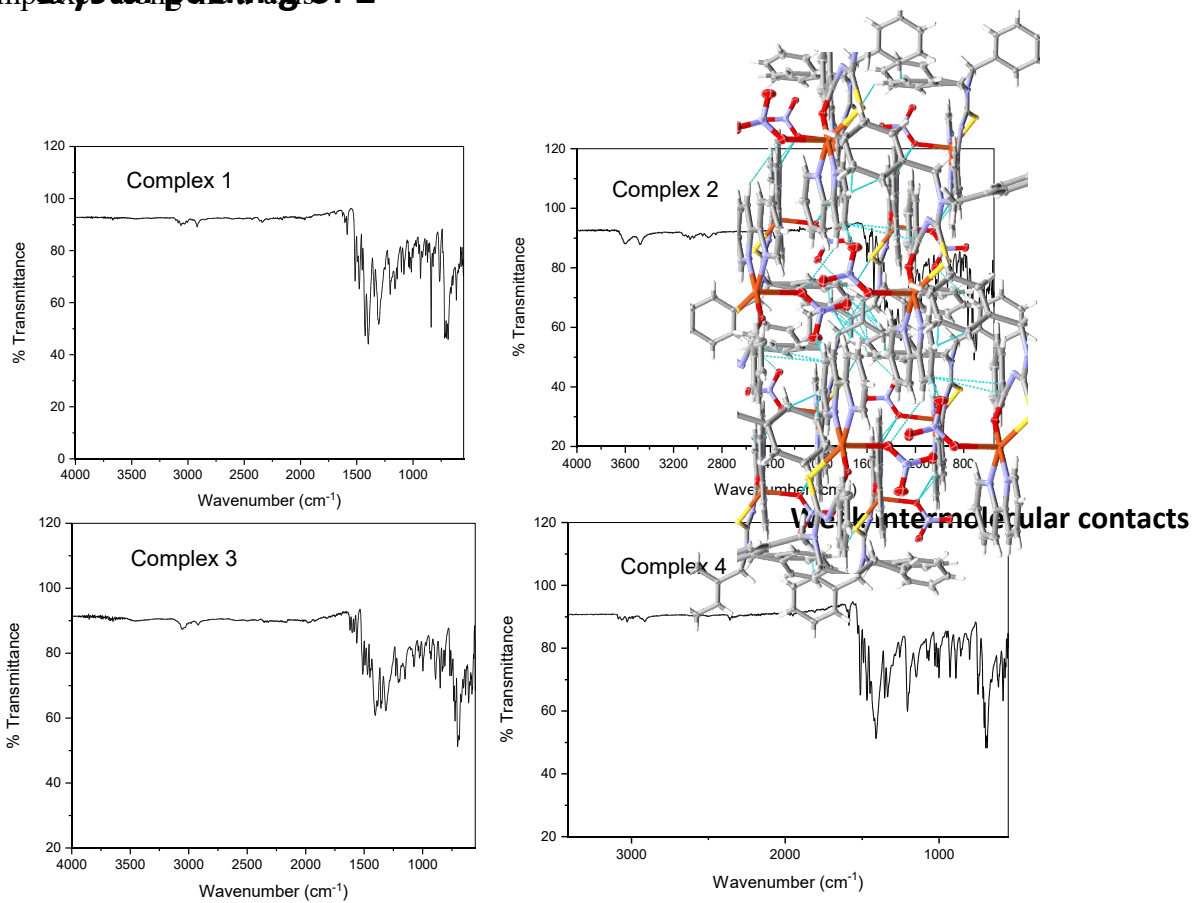 Complex 1
120
100
80
60
40
20
0
% Transmittance
4000 3500 3000 2500 2000 1500 1000
Wavenumber (cm-1)
Complex 2
120
100
80
60
40
20
% Transmittance
4000 3600 3200 2800
800
Complex 3
120
100
80
60
40
20
% Transmittance
4000 3500 3000 2500 2000 1500 1000
Wavenumber (cm-1)
intermolecular contacts
Complex 4
120
100
80
60
40
20
% Transmittance
3000 2000 1000
Wavenumber (cm-1)